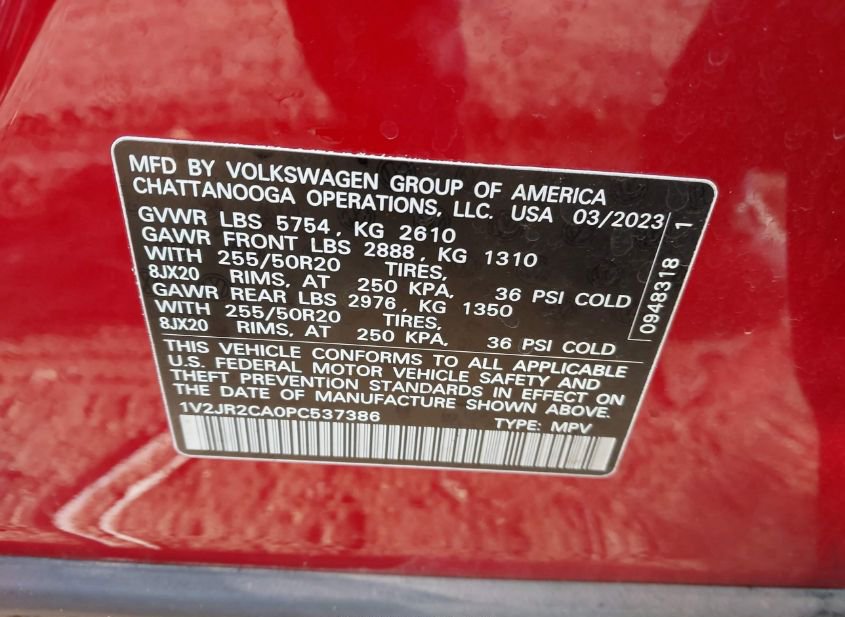 MFD BY VOLKSWAGEN GROUP OF AMERICA
CHATTANOOGA OPERATIONS, LLC. USA 03/2023
GVWR LBS 5754, KG 2610
GAWR FRONT LBS 2888, KG 1310
WITH 255/50R20 TIRES,
8JX20 RIMS, AT 250 KPA, 36 PSI COLD
GAWR REAR LBS 2976, KG 1350
WITH 255/50R20 TIRES,
8JX20 RIMS, AT 250 KPA, 36 PSI COLD
THIS VEHICLE CONFORMS TO ALL APPLICABLE
U.S. FEDERAL MOTOR VEHICLE SAFETY AND
THEFT PREVENTION STANDARDS IN EFFECT ON
THE DATE OF MANUFACTURE SHOWN ABOVE.
1V2JR2CA0PC537386 TYPE: MPV
0948318 1